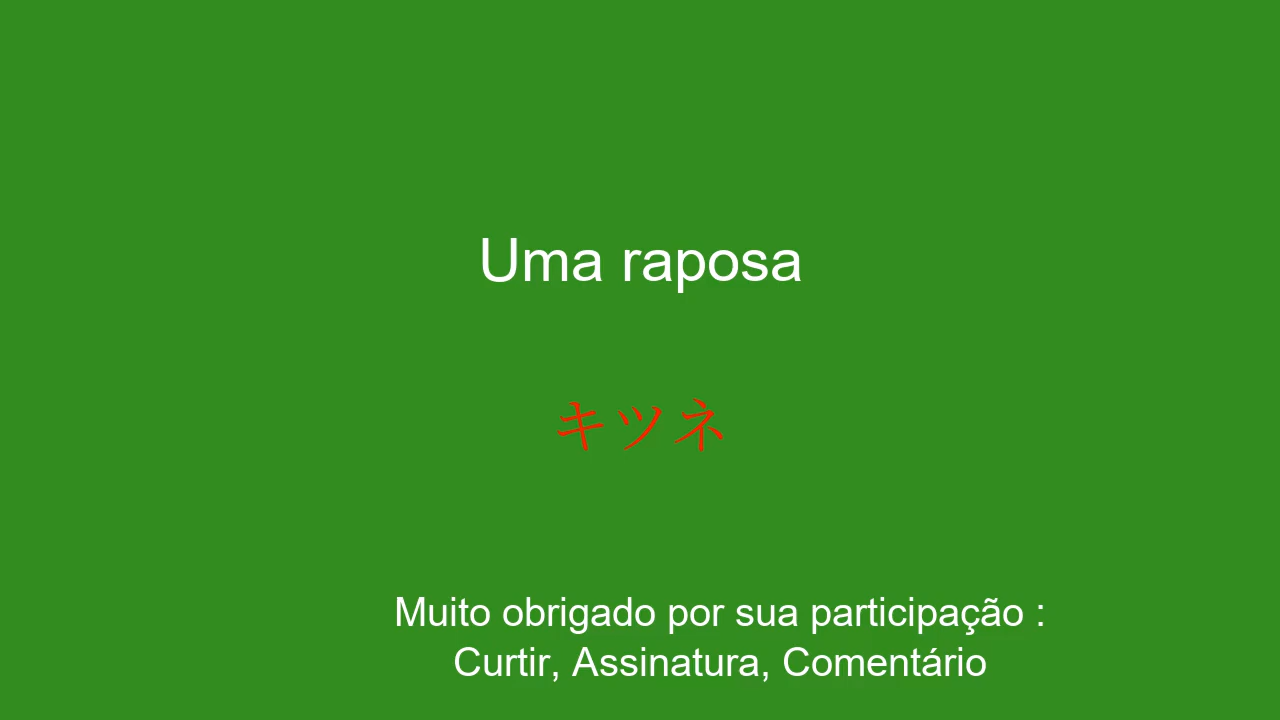 Uma raposa
キツネ
Muito obrigado por sua participação :
Curtir, Assinatura, Comentário